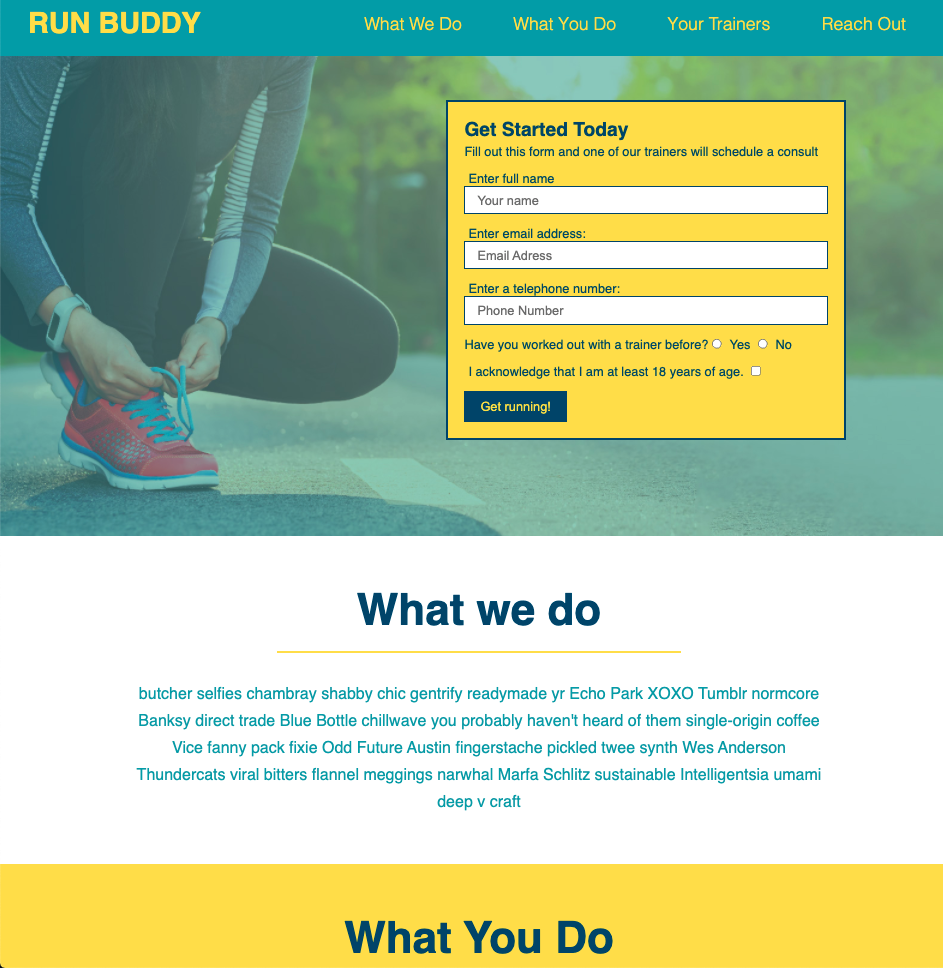 RUN BUDDY
What We Do
What You Do
Your Trainers
Reach Out
Get Started Today
Fill out this form and one of our trainers will schedule a consult
Enter full name
Your name
Enter email address:
Email Adress
Enter a telephone number:
Phone Number
Have you worked out with a trainer before? Yes No
I acknowledge that I am at least 18 years of age.
Get running!
What we do
butcher selfies chambray shabby chic gentrify readymade yr Echo Park XOXO Tumblr normcore
Banksy direct trade Blue Bottle chillwave you probably haven't heard of them single-origin coffee
Vice fanny pack fixie Odd Future Austin fingerstache pickled twee synth Wes Anderson
Thundercats viral bitters flannel meggings narwhal Marfa Schlitz sustainable Intelligentsia umami
deep v craft
What You Do